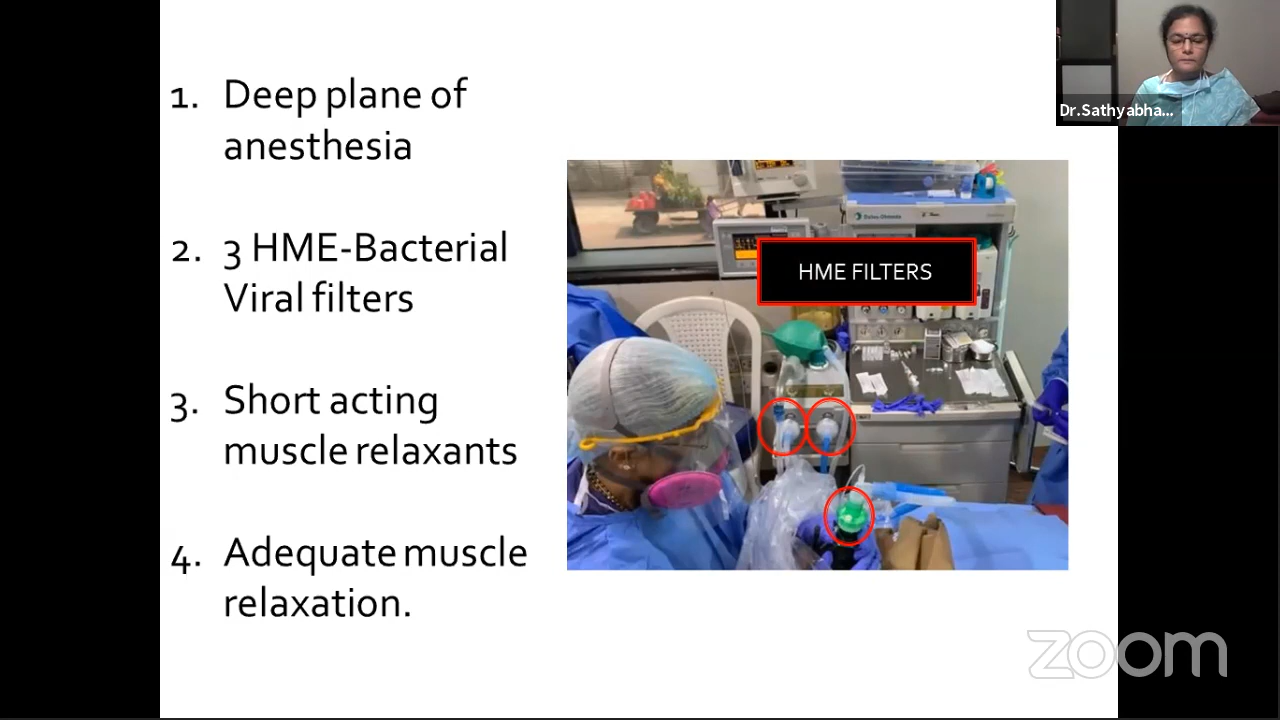 1. Deep plane of
anesthesia
2. 3 HME-Bacterial
Viral filters
3. Short acting
muscle relaxants
4. Adequate muscle
relaxation.
HME FILTERS
Dr.Sathyabha...
zoom